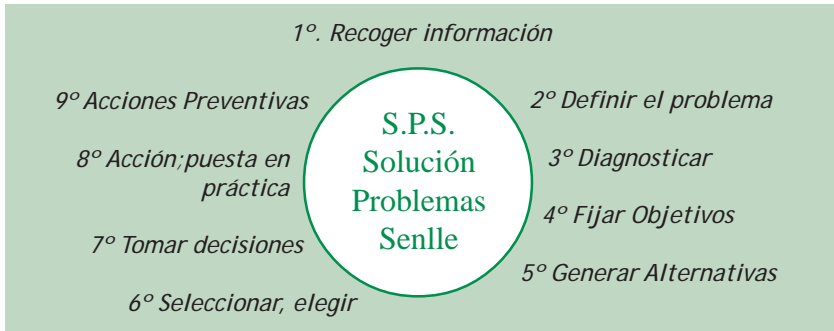 1º. Recoger información
S.P.S.
Solución
Problemas
Senlle
2º Definir el problema
3º Diagnosticar
4º Fijar Objetivos
5º Generar Alternativas
6º Seleccionar, elegir
7º Tomar decisiones
8º Acción;puesta en
práctica
9º Acciones Preventivas